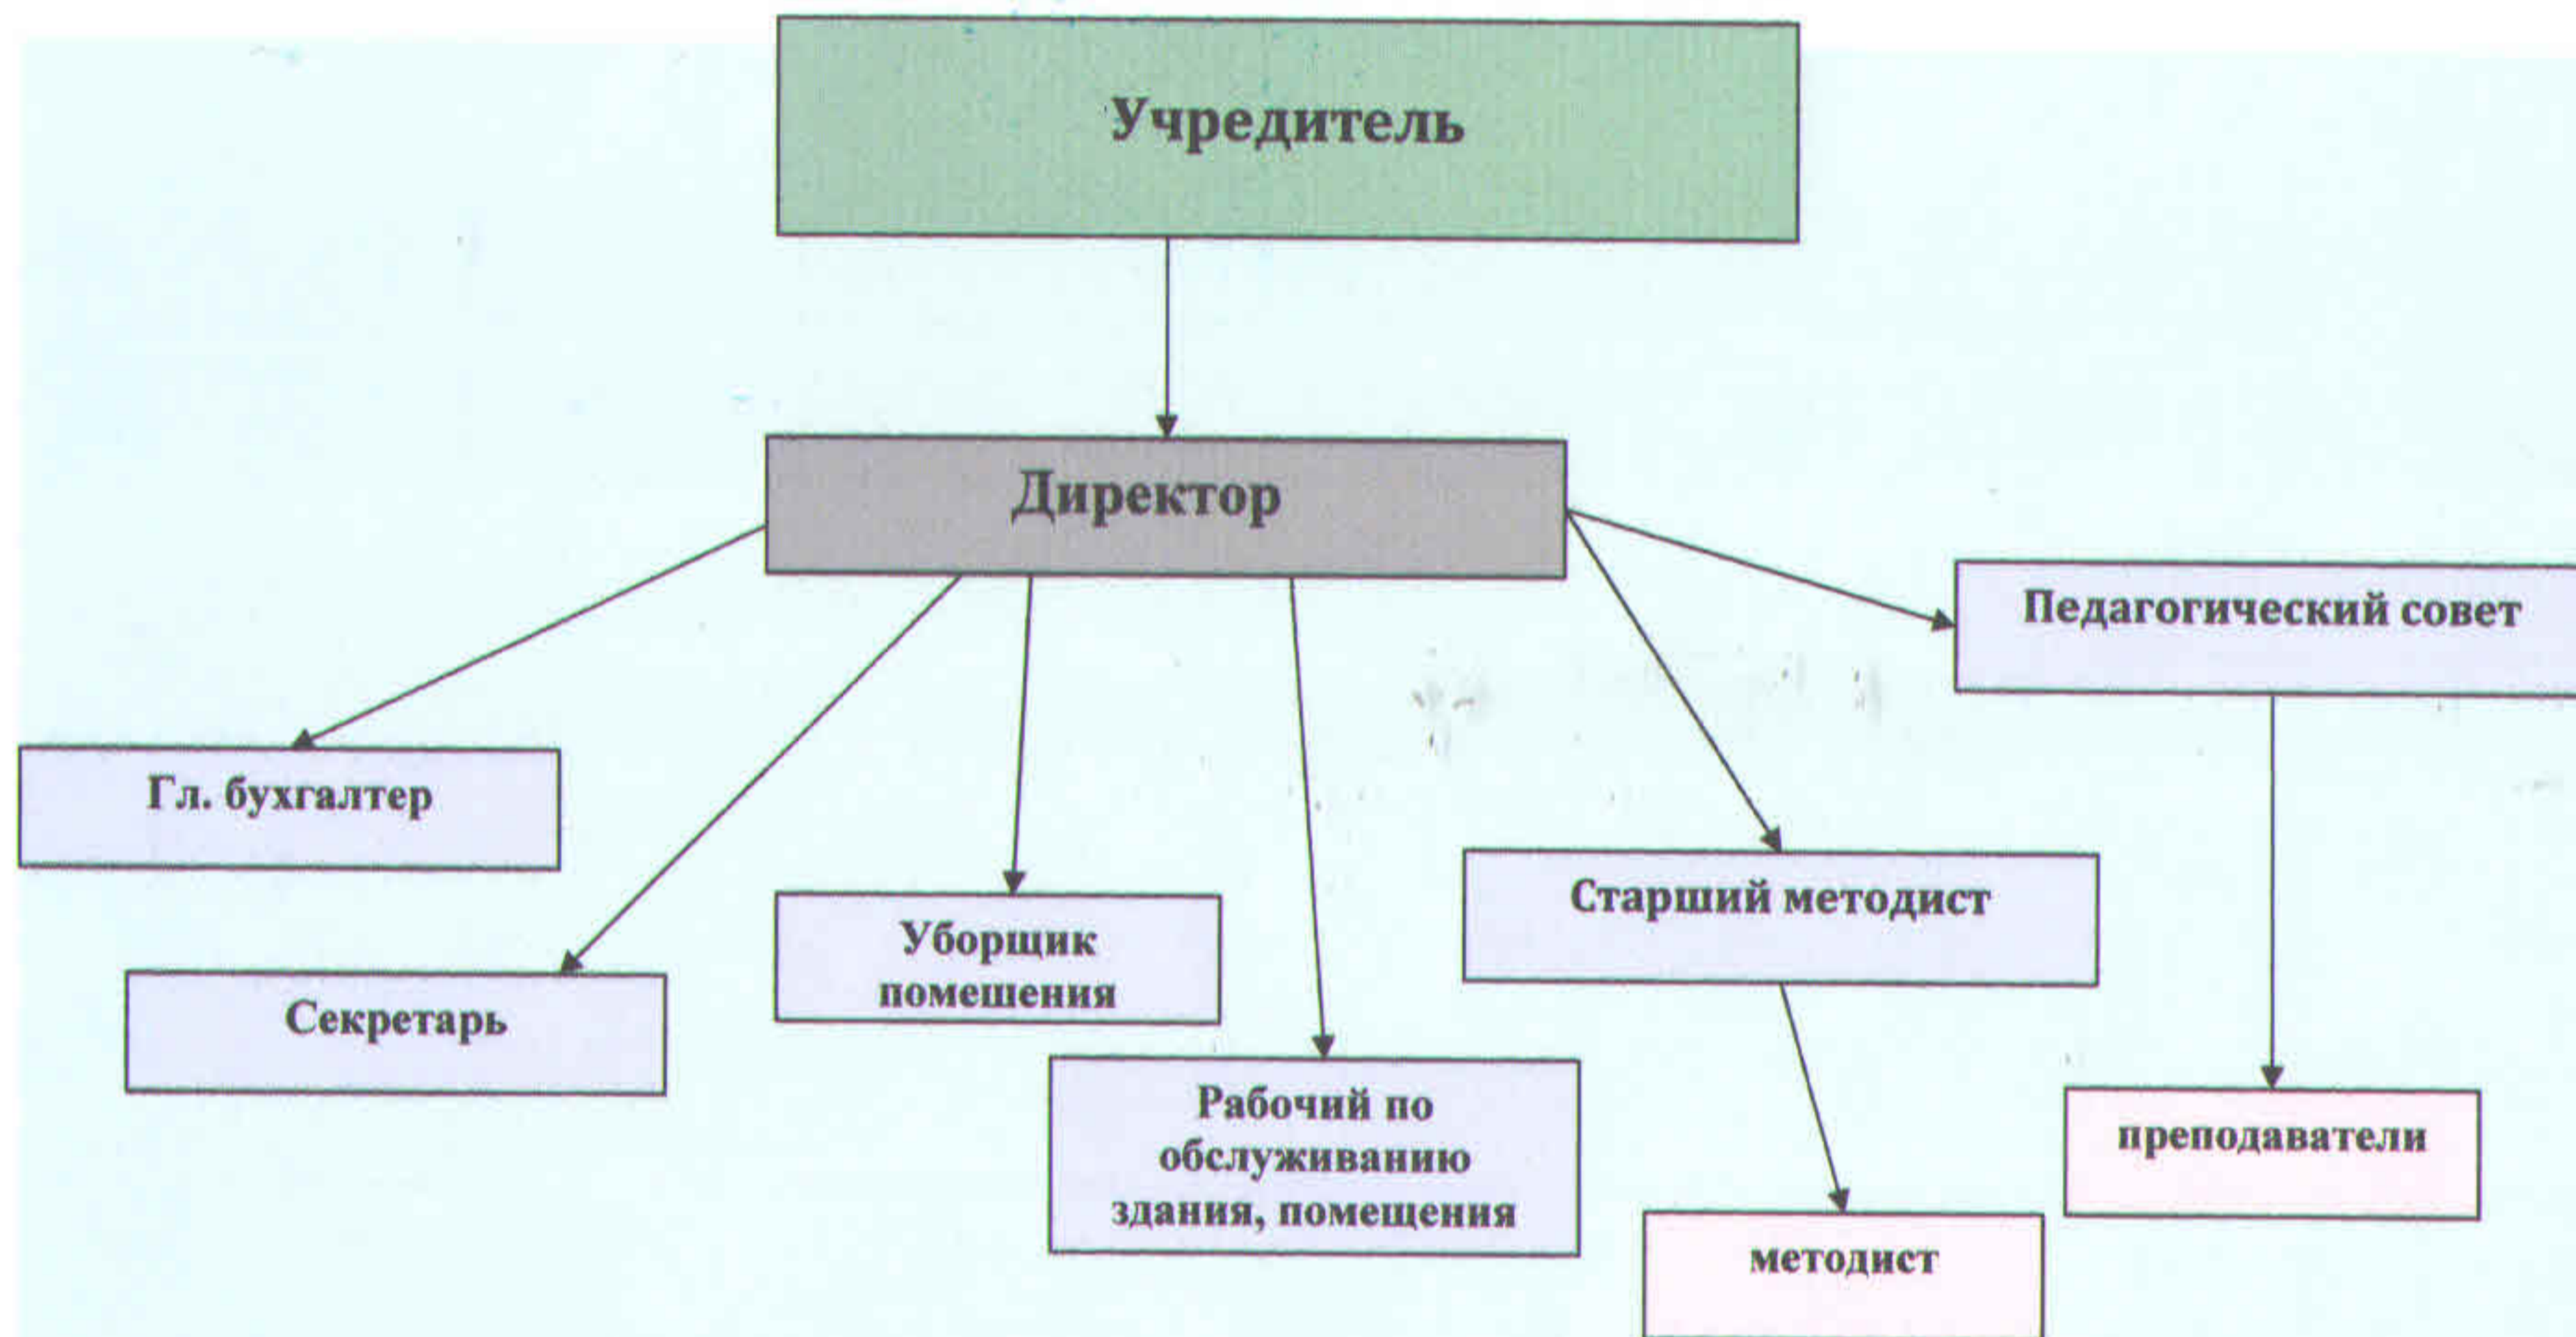 Учредитель
Директор
Педагогический совет
Гл. бухгалтер
Старший методист
Уборщик
помешения
Секретарь
Рабочий по
обслуживанию
здания, помещения
преподаватели
методист